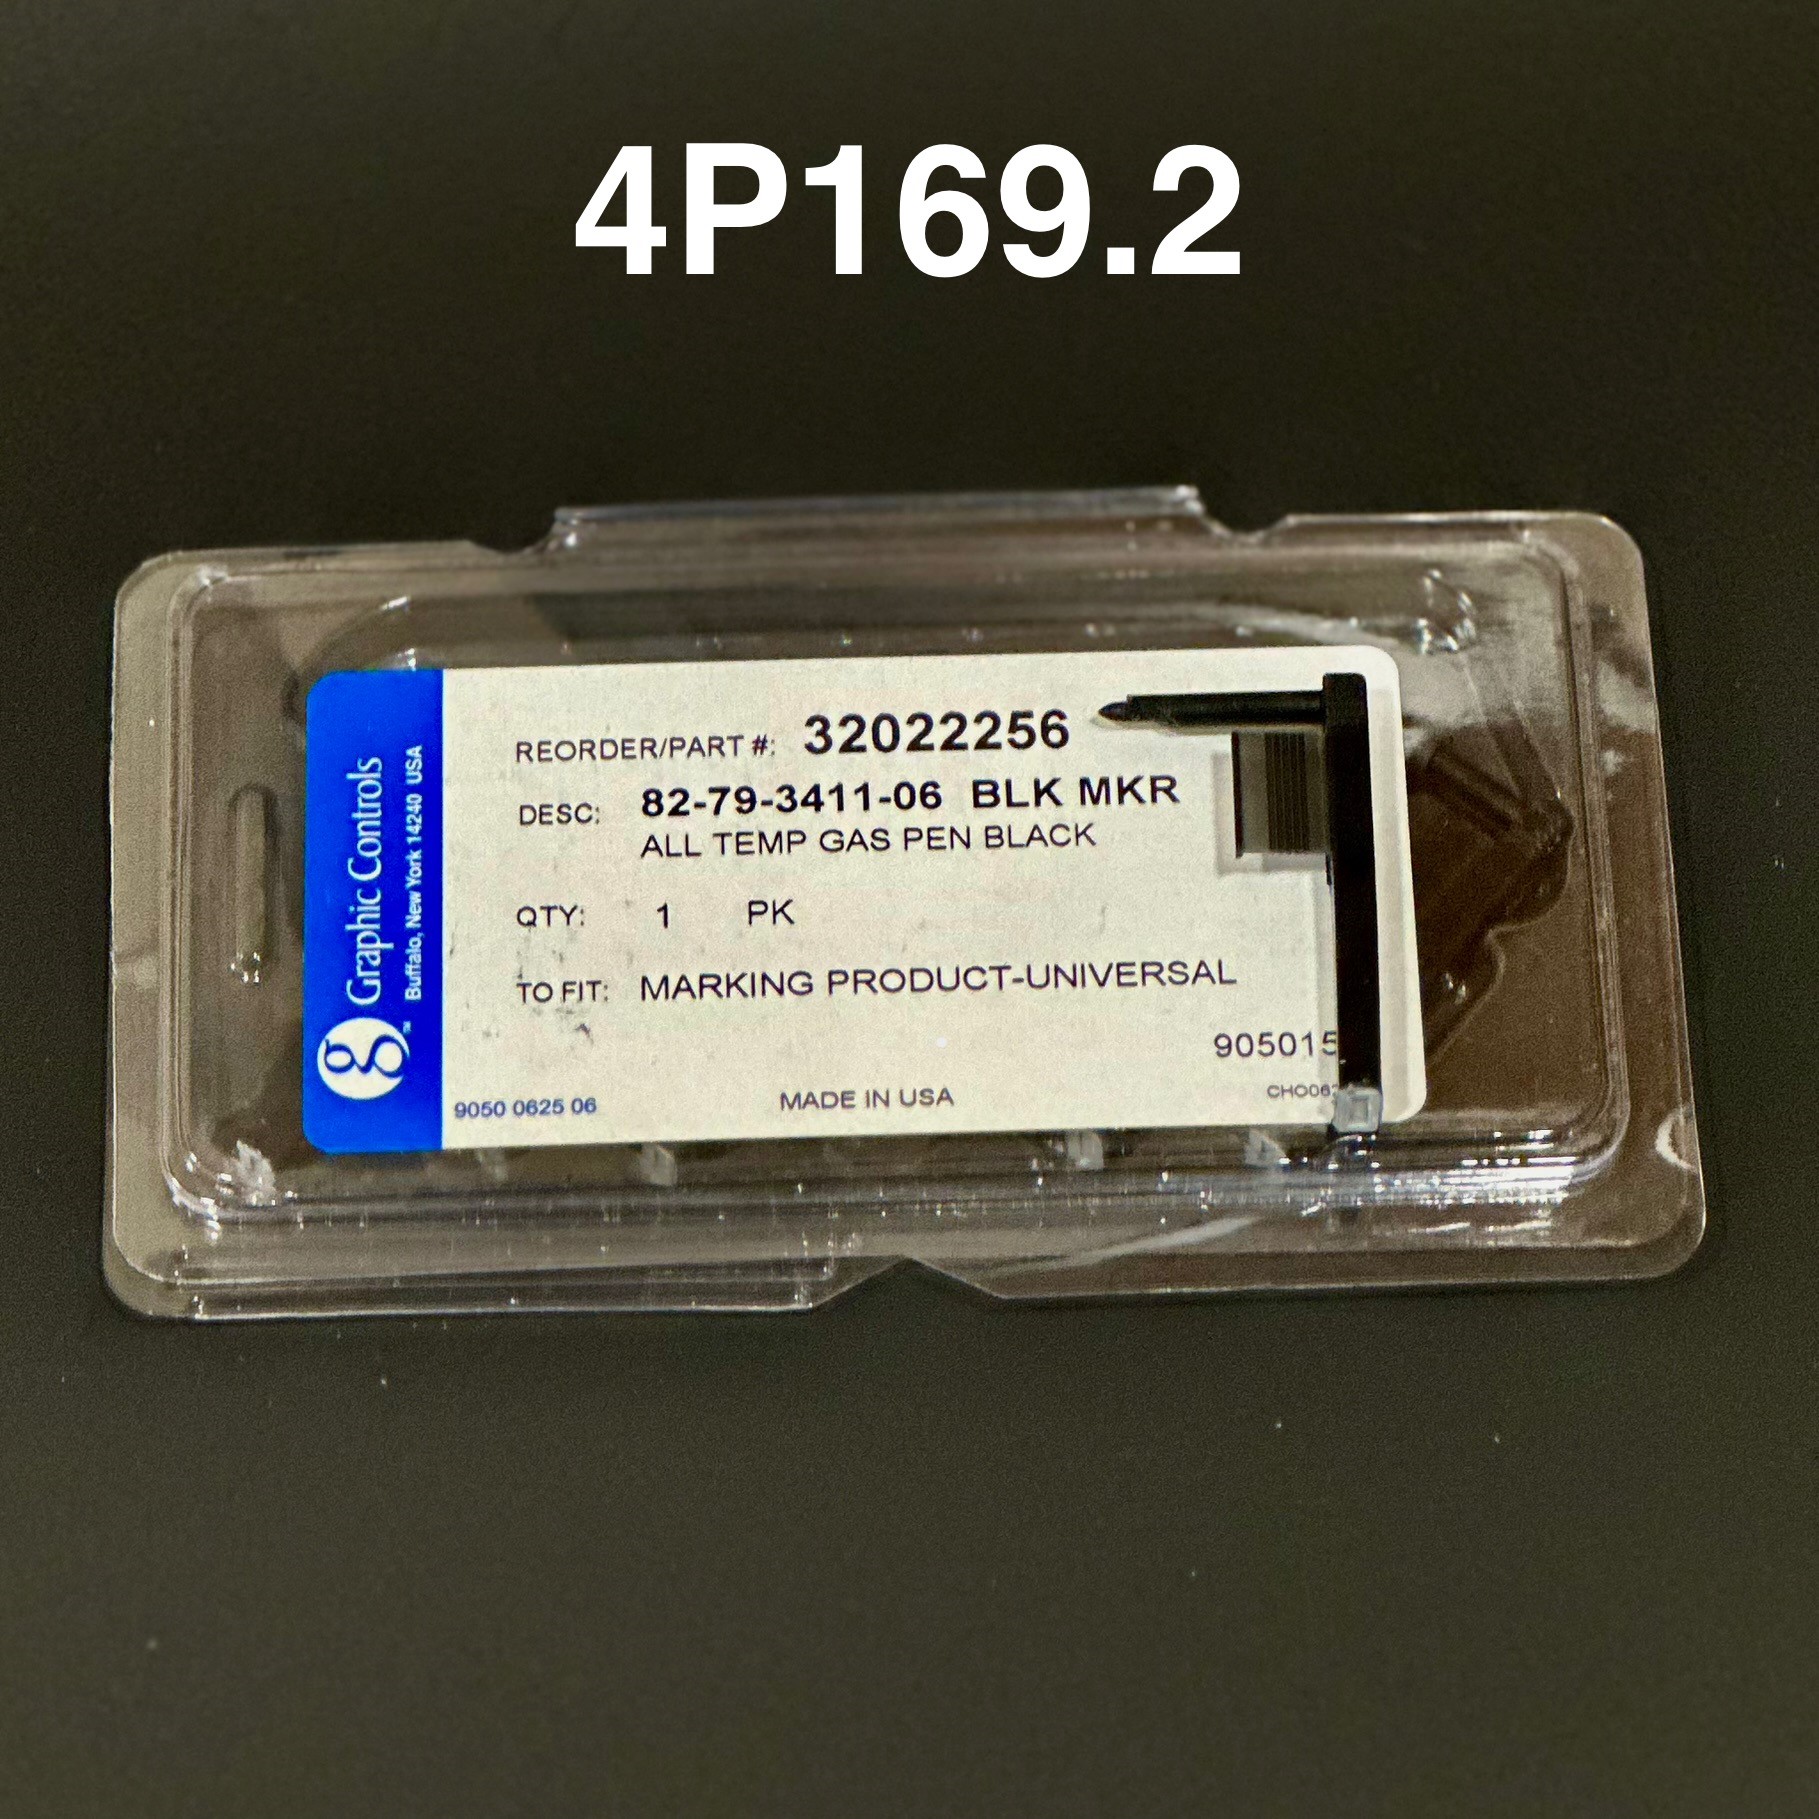 4P169.2
Graphic Controls
Buffalo, New York 14240 USA
g™
REORDER/PART #: 32022256
DESC: 82-79-3411-06 BLK MKR
ALL TEMP GAS PEN BLACK
QTY: 1 PK
TO FIT: MARKING PRODUCT-UNIVERSAL
905015
9050 0625 06 MADE IN USA